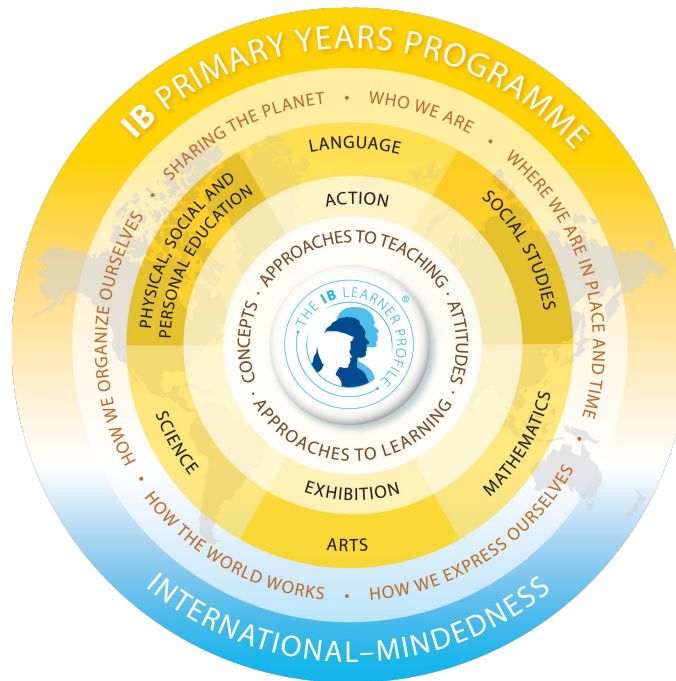 IB PRIMARY YEARS PROGRAMME
SHARING THE PLANET • WHO WE ARE • WHERE WE ARE IN PLACE AND TIME • HOW WE EXPRESS OURSELVES • HOW THE WORLD WORKS • HOW WE ORGANIZE OURSELVES •
LANGUAGE
SOCIAL STUDIES
MATHEMATICS
ARTS
SCIENCE
PHYSICAL, SOCIAL AND
PERSONAL EDUCATION
ACTION
EXHIBITION
APPROACHES TO TEACHING · ATTITUDES · APPROACHES TO LEARNING · CONCEPTS ·
• THE IB LEARNER PROFILE • ®
INTERNATIONAL–MINDEDNESS